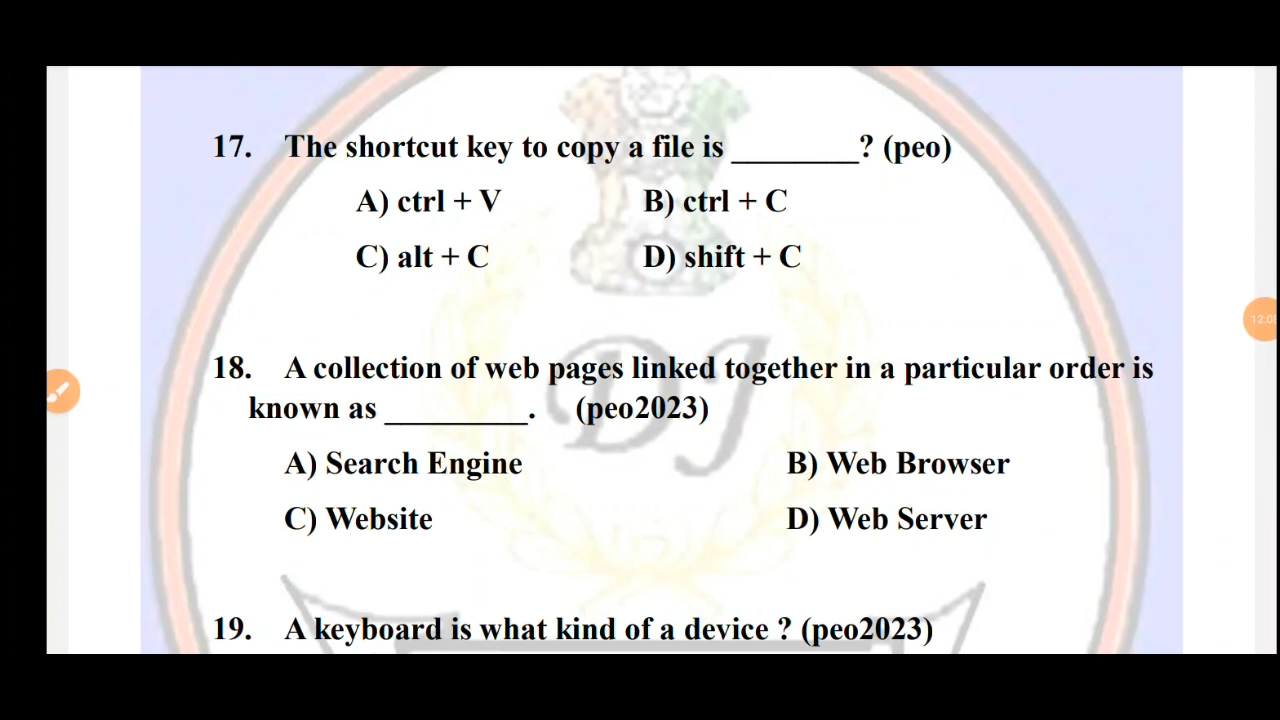 17. The shortcut key to copy a file is ________? (peo)
A) ctrl + V B) ctrl + C
C) alt + C D) shift + C
18. A collection of web pages linked together in a particular order is
known as _________. (peo2023)
A) Search Engine B) Web Browser
C) Website D) Web Server
19. A keyboard is what kind of a device ? (peo2023)
DJ